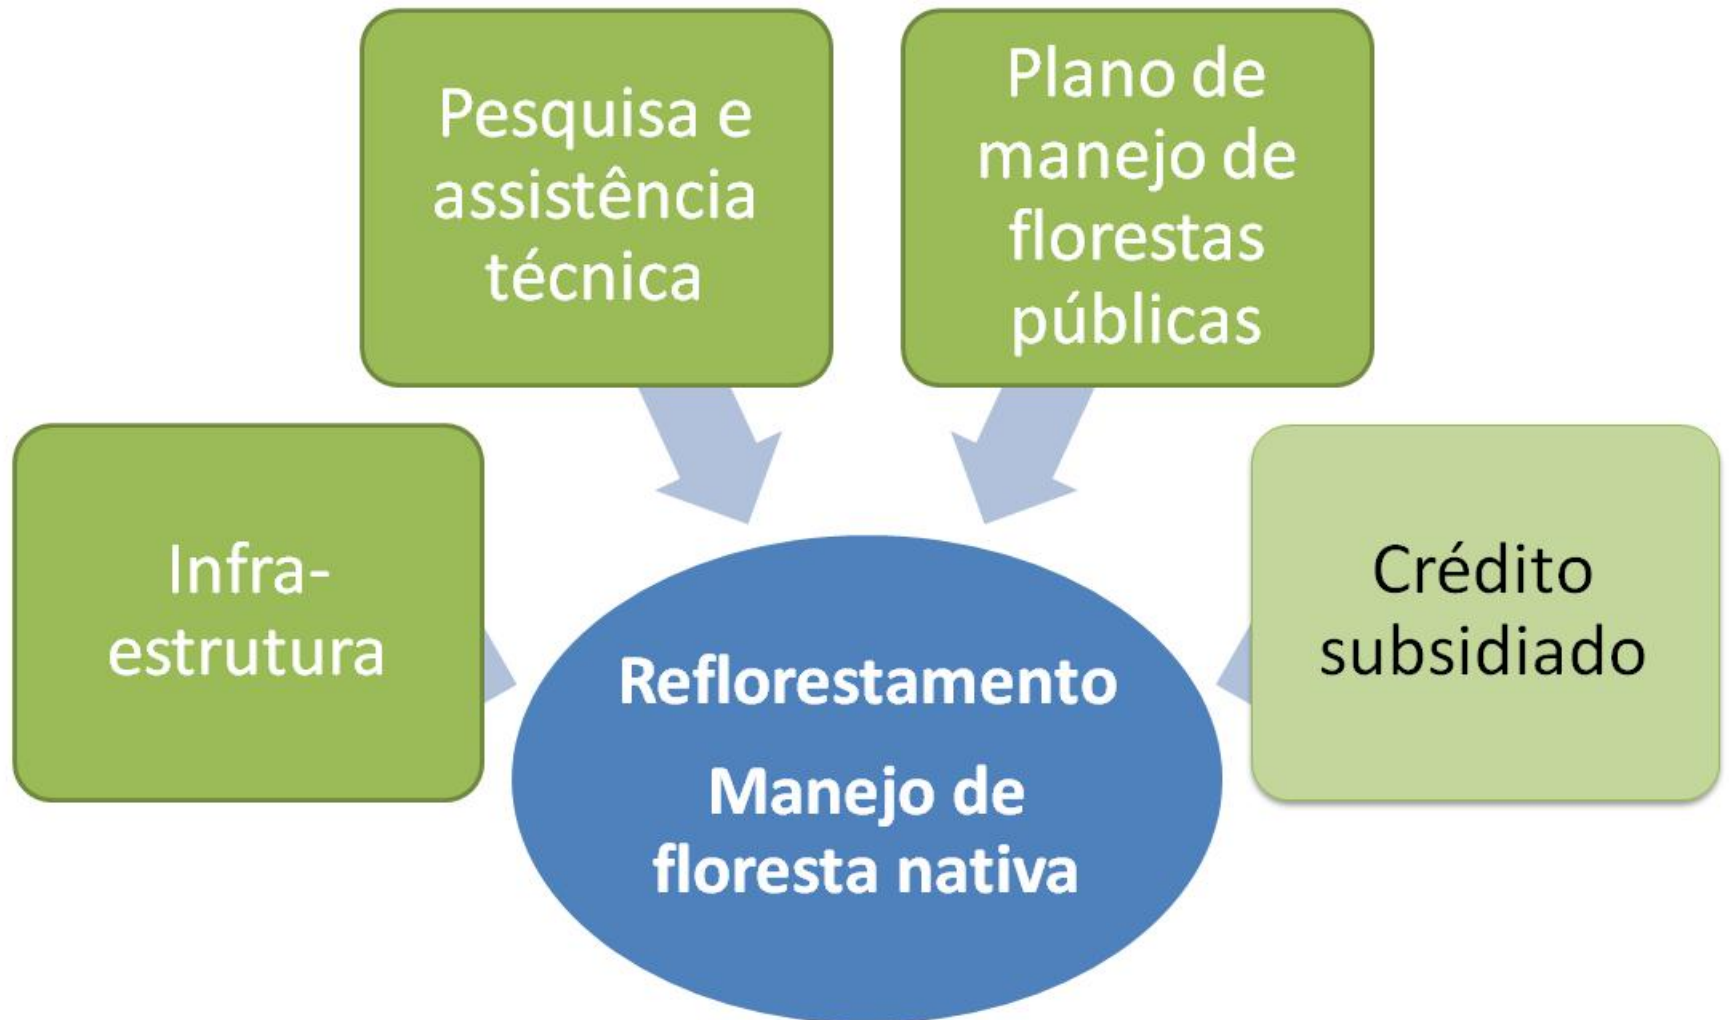 Pesquisa e
assistência
técnica
Plano de
manejo de
florestas
públicas
Infra-
estrutura
Crédito
subsidiado
Reflorestamento
Manejo de
floresta nativa